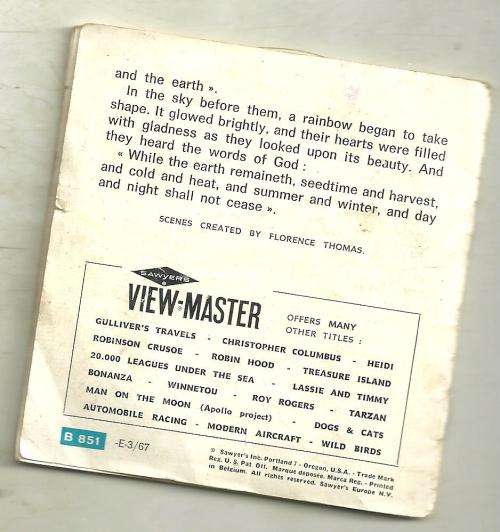 and the earth ».
In the sky before them, a rainbow began to take
shape. It glowed brightly, and their hearts were filled
with gladness as they looked upon its beauty. And
they heard the words of God :
« While the earth remaineth, seedtime and harvest,
and cold and heat, and summer and winter, and day
and night shall not cease ».
SCENES CREATED BY FLORENCE THOMAS.
SAWYER'S
VIEW-MASTER
®
OFFERS MANY
OTHER TITLES :
GULLIVER'S TRAVELS - CHRISTOPHER COLUMBUS - HEIDI
ROBINSON CRUSOE - ROBIN HOOD - TREASURE ISLAND
20.000 LEAGUES UNDER THE SEA - LASSIE AND TIMMY
BONANZA - WINNETOU - ROY ROGERS - TARZAN
MAN ON THE MOON (Apollo project) - DOGS & CATS
AUTOMOBILE RACING - MODERN AIRCRAFT - WILD BIRDS
B 851 -E-3/67
© Sawyer's Inc. Portland 7 - Oregon, U.S.A. - Trade Mark
Reg. U. S. Pat. Off. Marque déposée. Marca Reg. - Printed
in Belgium. All rights reserved. Sawyer's Europe N.V.